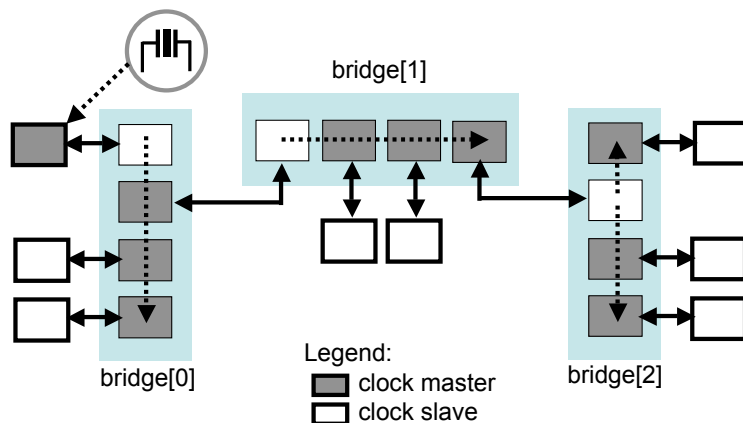 bridge[1]
bridge[0]
bridge[2]
Legend:
clock master
clock slave